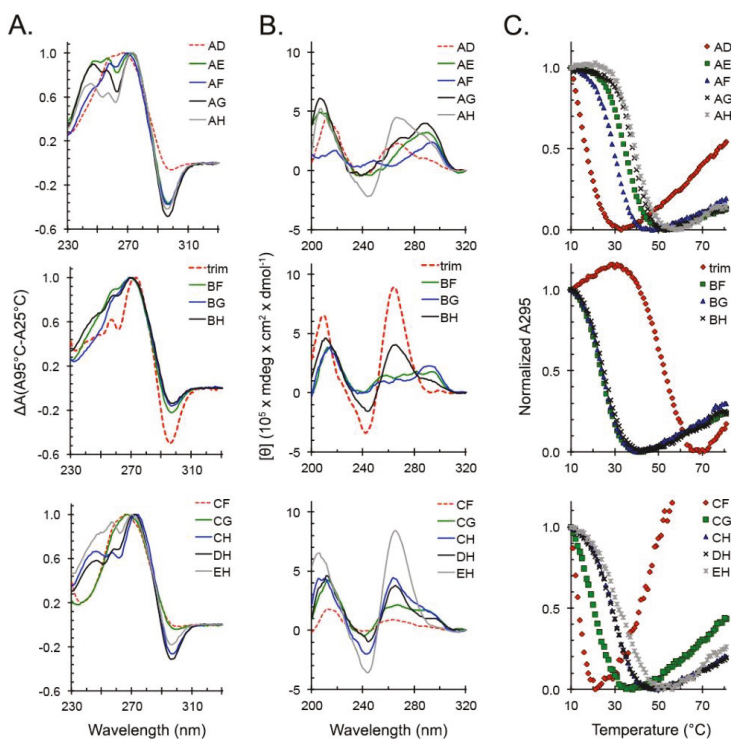 A.
B.
C.
1.0
0.6
0.2
-0.2
-0.6
230
270
310
AD
AE
AF
AG
AH
10
5
0
-5
200
240
280
320
AD
AE
AF
AG
AH
1.0
0.5
0.0
10
30
50
70
AD
AE
AF
AG
AH
ΔA(A95°C-A25°C)
1.0
0.6
0.2
-0.2
-0.6
230
270
310
trim
BF
BG
BH
[θ] (10⁵ x mdeg x cm² x dmol⁻¹)
10
5
0
-5
200
240
280
320
trim
BF
BG
BH
Normalized A295
1.0
0.5
0.0
10
30
50
70
trim
BF
BG
BH
1.0
0.6
0.2
-0.2
-0.6
230
270
310
CF
CG
CH
DH
EH
Wavelength (nm)
10
5
0
-5
200
240
280
320
CF
CG
CH
DH
EH
Wavelength (nm)
1.0
0.5
0.0
10
30
50
70
CF
CG
CH
DH
EH
Temperature (°C)